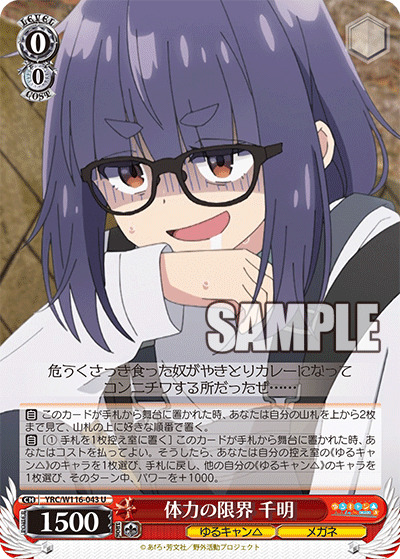 LEVEL
0
0
COST
SAMPLE
危うくさっき食った奴がやきとりカレーになって
コンニチワする所だったぜ……
自 このカードが手札から舞台に置かれた時、あなたは自分の山札を上から2枚
まで見て、山札の上に好きな順番で置く。
自 [① 手札を1枚控え室に置く] このカードが手札から舞台に置かれた時、あ
なたはコストを払ってよい。そうしたら、あなたは自分の控え室の《ゆるキャン△》
のキャラを1枚選び、手札に戻し、他の自分の《ゆるキャン△》のキャラを
1枚選び、そのターン中、パワーを+1000。
CH YRC/W116-043 U
1500
体力の限界 千明
ゆるキャン△ メガネ
ゆるキャン△
© あfろ・芳文社／野外活動プロジェクト